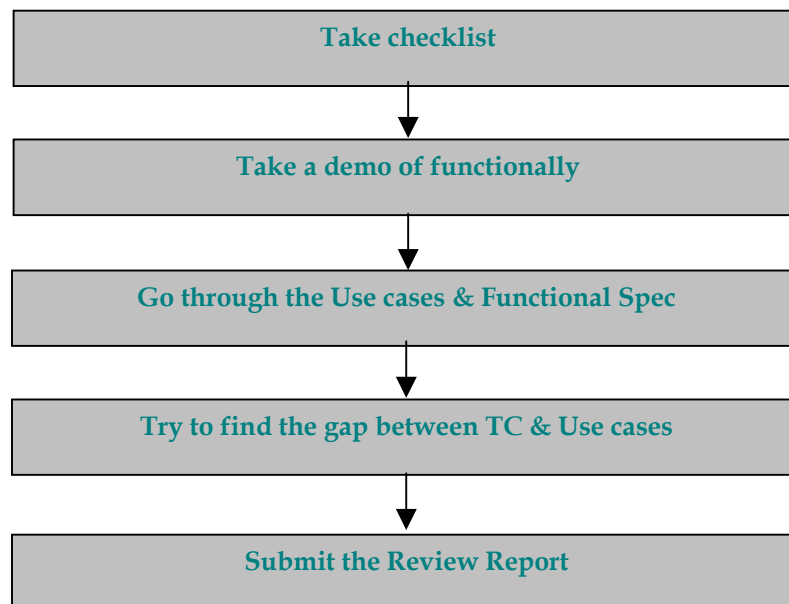 Take checklist
Take a demo of functionally
Go through the Use cases & Functional Spec
Try to find the gap between TC & Use cases
Submit the Review Report